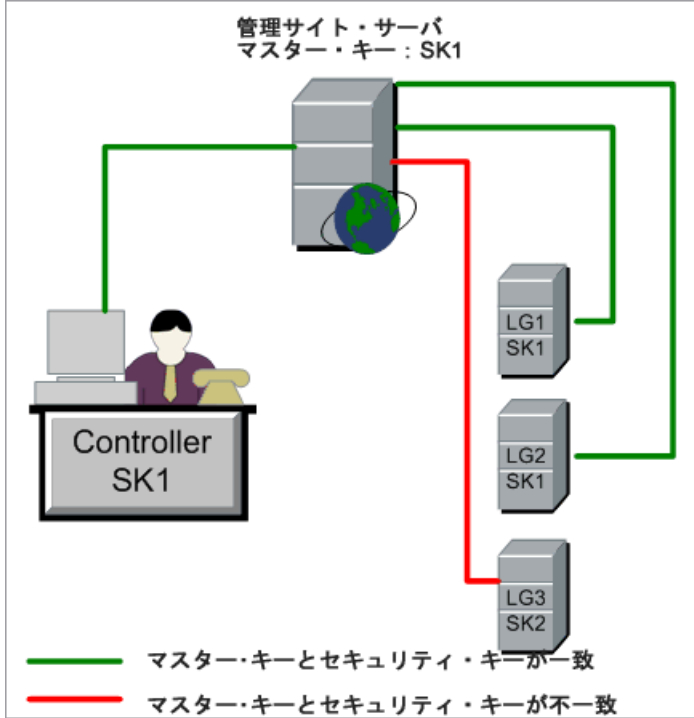 管理サイト・サーバ
マスター・キー：SK1
LG1
SK1
LG2
SK1
Controller
SK1
LG3
SK2
マスター・キーとセキュリティ・キーが一致
マスター・キーとセキュリティ・キーが不一致